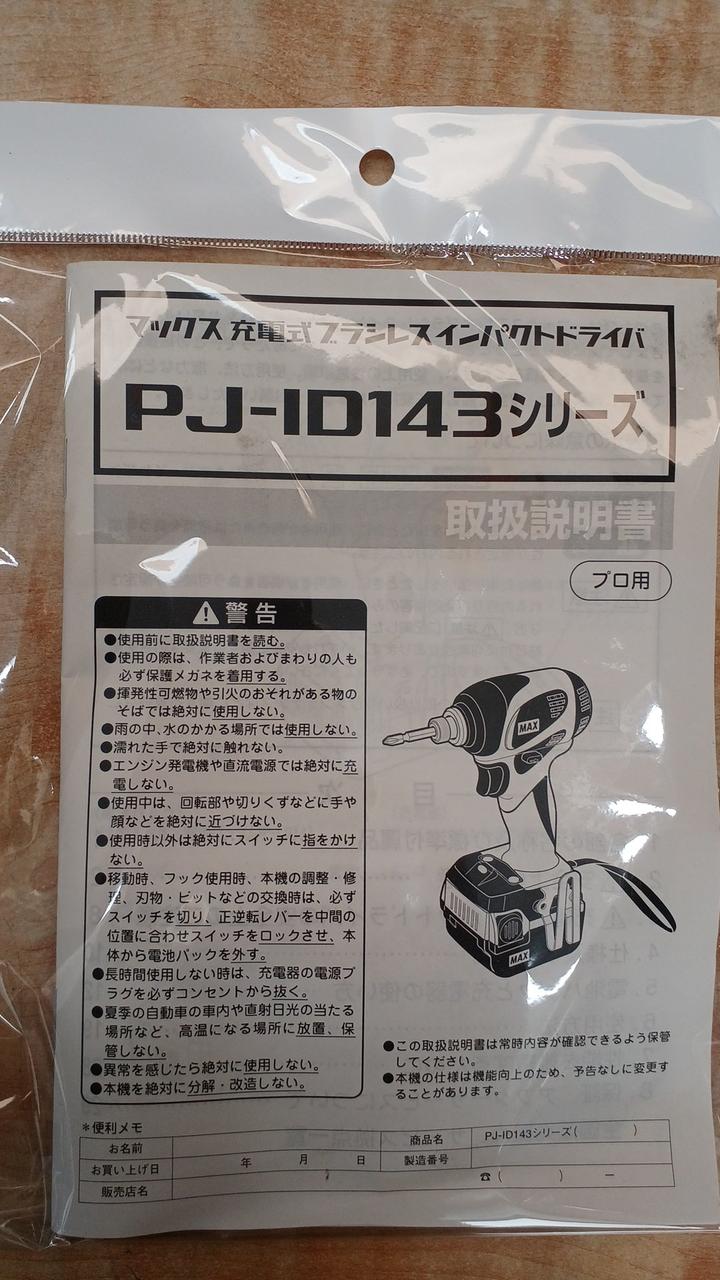 マックス 充電式ブラシレスインパクトドライバ
PJ-ID143シリーズ
取扱説明書
プロ用
警告
●使用前に取扱説明書を読む。
●使用の際は、作業者およびまわりの人も
必ず保護メガネを着用する。
●揮発性可燃物や引火のおそれがある物の
そばでは絶対に使用しない。
●雨の中、水のかかる場所では使用しない。
●濡れた手で絶対に触れない。
●エンジン発電機や直流電源では絶対に充
電しない。
●使用中は、回転部や切りくずなどに手や
顔などを絶対に近づけない。
●使用時以外は絶対にスイッチに指をかけ
ない。
●移動時、フック使用時、本機の調整・修
理、刃物・ビットなどの交換時は、必ず
スイッチを切り、正逆転レバーを中間の
位置に合わせスイッチをロックさせ、本
体から電池パックを外す。
●長時間使用しない時は、充電器の電源プ
ラグを必ずコンセントから抜く。
●夏季の自動車の車内や直射日光の当たる
場所など、高温になる場所に放置、保
管しない。
●異常を感じたら絶対に使用しない。
●本機を絶対に分解・改造しない。
MAX
MAX
●この取扱説明書は常時内容が確認できるよう保管
してください。
●本機の仕様は機能向上のため、予告なしに変更す
ることがあります。
＊便利メモ
お名前 商品名 PJ-ID143シリーズ( )
お買い上げ日 年 月 日 製造番号
販売店名 ☎( ) ―